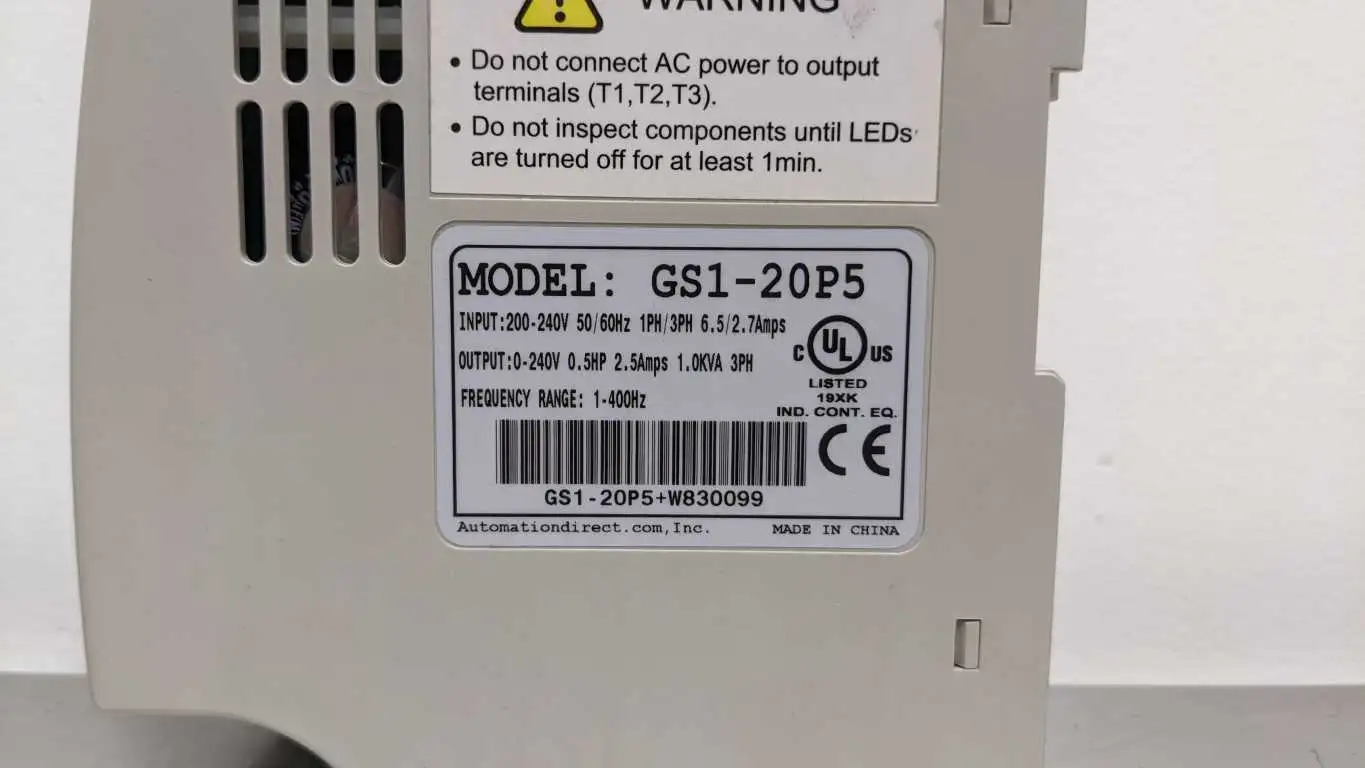 WARNING
• Do not connect AC power to output
terminals (T1,T2,T3).
• Do not inspect components until LEDs
are turned off for at least 1min.
MODEL: GS1-20P5
INPUT:200-240V 50/60Hz 1PH/3PH 6.5/2.7Amps
OUTPUT:0-240V 0.5HP 2.5Amps 1.0KVA 3PH
FREQUENCY RANGE: 1-400Hz
C UL US
LISTED
19XK
IND. CONT. EQ.
CE
GS1-20P5+W830099
Automationdirect.com,Inc.
MADE IN CHINA